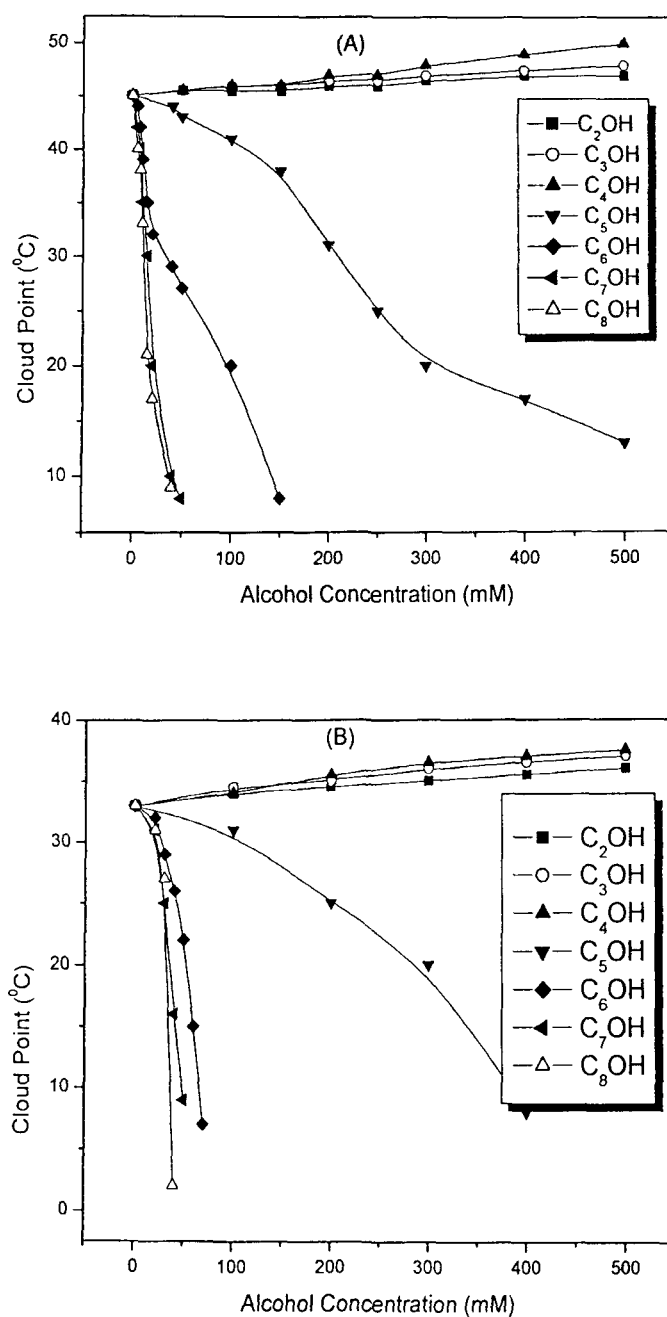 (A)
50
40
30
20
10
Cloud Point (⁰C)
C₂OH
C₃OH
C₄OH
C₅OH
C₆OH
C₇OH
C₈OH
0 100 200 300 400 500
Alcohol Concentration (mM)
(B)
40
30
20
10
0
Cloud Point (⁰C)
C₂OH
C₃OH
C₄OH
C₅OH
C₆OH
C₇OH
C₈OH
0 100 200 300 400 500
Alcohol Concentration (mM)